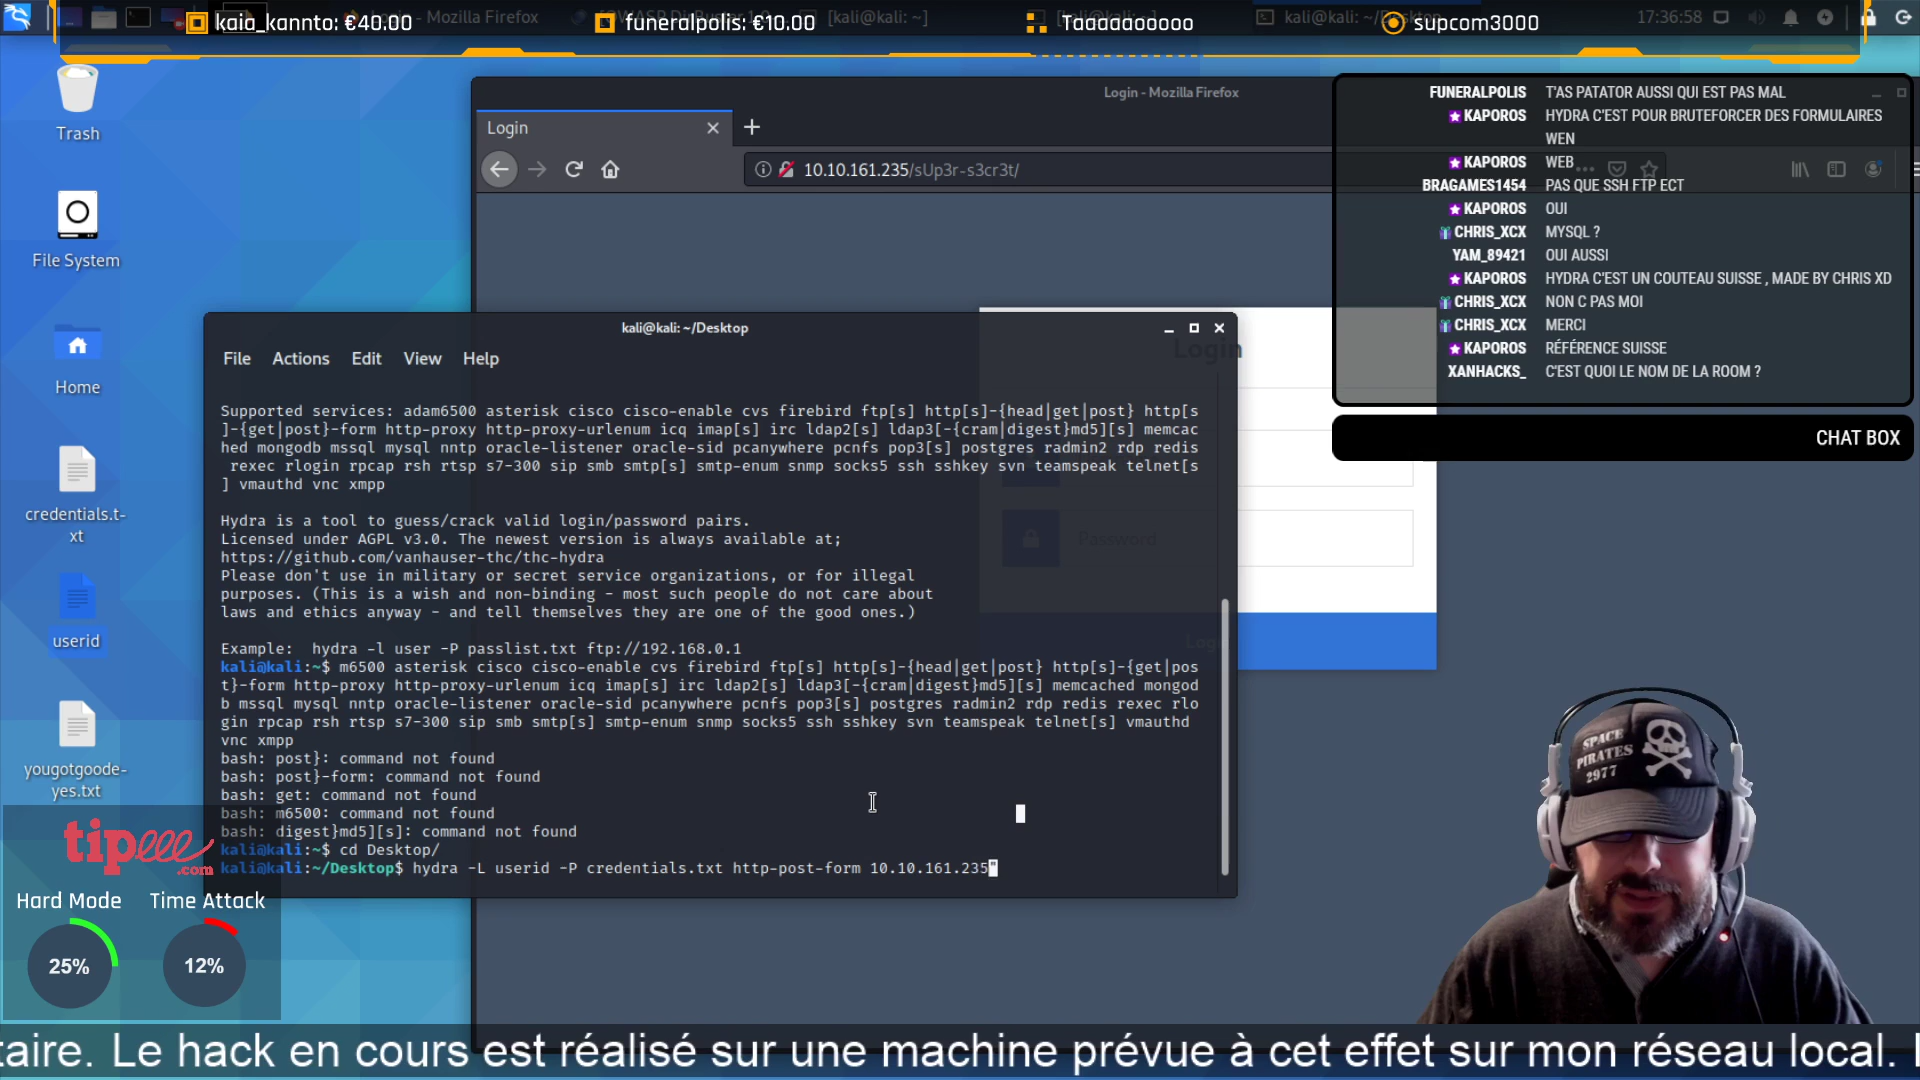 kaia_kannto: €40.00
funeralpolis: €10.00
Taaaaaooooo
supcom3000
- Mozilla Firefox
[kali@kali: ~]
kali@kali: ~/Desktop
17:36:58
Trash
File System
Home
credentials.t-
xt
userid
yougotgoode-
yes.txt
Login - Mozilla Firefox
Login
10.10.161.235/sUp3r-s3cr3t/
Login
Password
FUNERALPOLIS T'AS PATATOR AUSSI QUI EST PAS MAL
KAPOROS HYDRA C'EST POUR BRUTEFORCER DES FORMULAIRES
WEN
KAPOROS WEB
BRAGAMES1454 PAS QUE SSH FTP ECT
KAPOROS OUI
CHRIS_XCX MYSQL ?
YAM_89421 OUI AUSSI
KAPOROS HYDRA C'EST UN COUTEAU SUISSE , MADE BY CHRIS XD
CHRIS_XCX NON C PAS MOI
CHRIS_XCX MERCI
KAPOROS RÉFÉRENCE SUISSE
XANHACKS_ C'EST QUOI LE NOM DE LA ROOM ?
CHAT BOX
kali@kali: ~/Desktop
File Actions Edit View Help
Supported services: adam6500 asterisk cisco cisco-enable cvs firebird ftp[s] http[s]-{head|get|post} http[s
]-{get|post}-form http-proxy http-proxy-urlenum icq imap[s] irc ldap2[s] ldap3[-{cram|digest}md5][s] memcac
hed mongodb mssql mysql nntp oracle-listener oracle-sid pcanywhere pcnfs pop3[s] postgres radmin2 rdp redis
rexec rlogin rpcap rsh rtsp s7-300 sip smb smtp[s] smtp-enum snmp socks5 ssh sshkey svn teamspeak telnet[s
] vmauthd vnc xmpp
Hydra is a tool to guess/crack valid login/password pairs.
Licensed under AGPL v3.0. The newest version is always available at;
https://github.com/vanhauser-thc/thc-hydra
Please don't use in military or secret service organizations, or for illegal
purposes. (This is a wish and non-binding - most such people do not care about
laws and ethics anyway - and tell themselves they are one of the good ones.)
Example: hydra -l user -P passlist.txt ftp://192.168.0.1
kali@kali:~$ m6500 asterisk cisco cisco-enable cvs firebird ftp[s] http[s]-{head|get|post} http[s]-{get|pos
t}-form http-proxy http-proxy-urlenum icq imap[s] irc ldap2[s] ldap3[-{cram|digest}md5][s] memcached mongod
b mssql mysql nntp oracle-listener oracle-sid pcanywhere pcnfs pop3[s] postgres radmin2 rdp redis rexec rlo
gin rpcap rsh rtsp s7-300 sip smb smtp[s] smtp-enum snmp socks5 ssh sshkey svn teamspeak telnet[s] vmauthd
vnc xmpp
bash: post}: command not found
bash: post}-form: command not found
bash: get: command not found
bash: m6500: command not found
bash: digest}md5][s]: command not found
kali@kali:~$ cd Desktop/
kali@kali:~/Desktop$ hydra -L userid -P credentials.txt http-post-form 10.10.161.235"
tipeee
.com
Hard Mode Time Attack
25% 12%
SPACE
PIRATES
2977
taire. Le hack en cours est réalisé sur une machine prévue à cet effet sur mon réseau local.